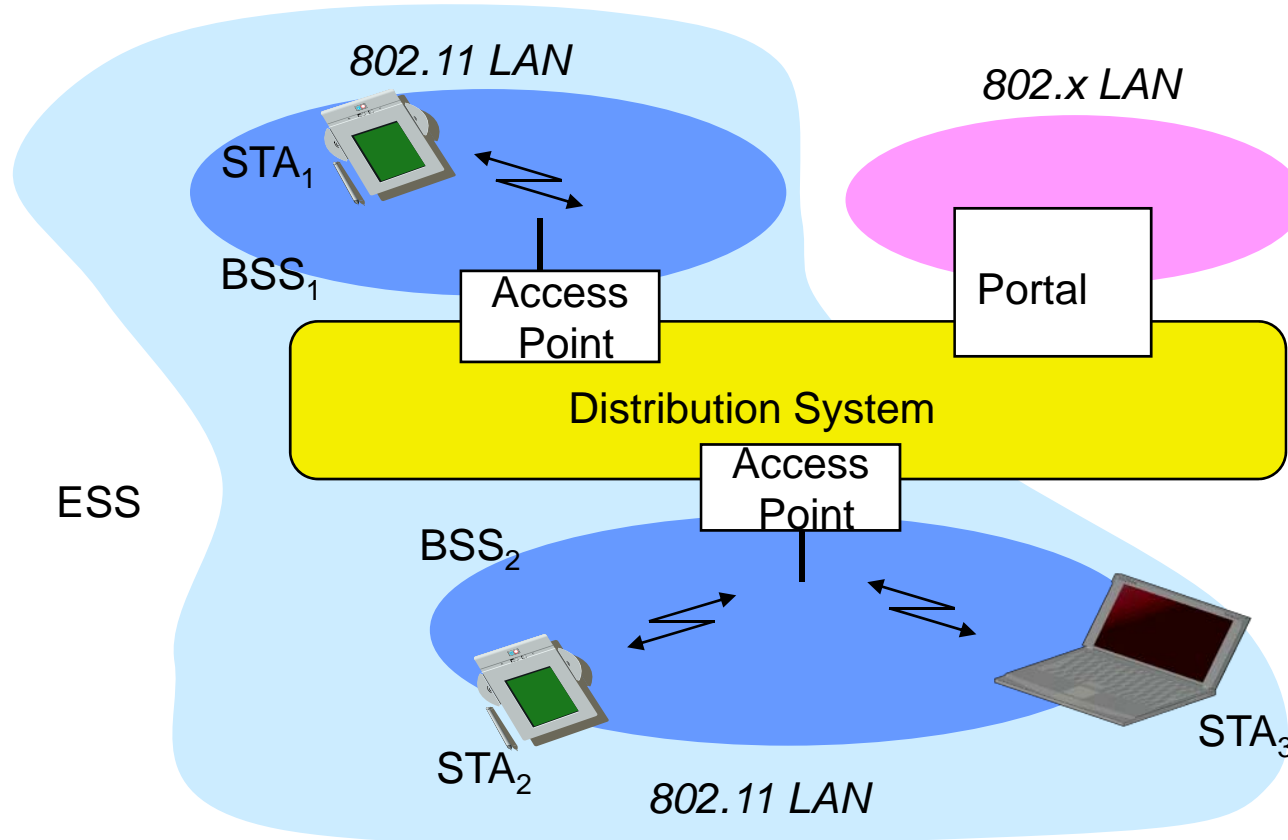 802.11 LAN
802.x LAN
STA₁
BSS₁
Access
Point
Portal
Distribution System
Access
Point
ESS
BSS₂
STA₂
STA₃
802.11 LAN